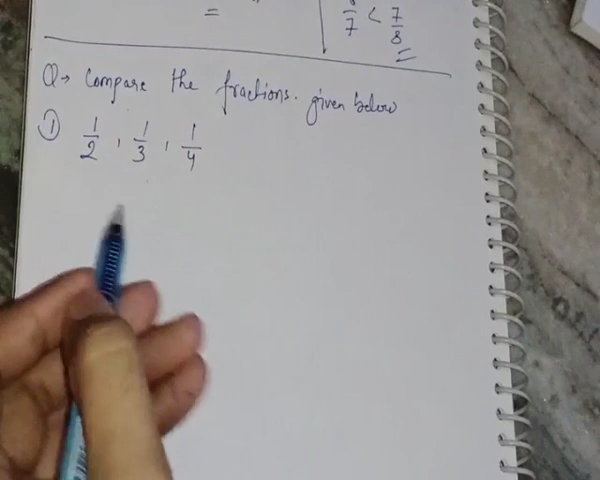 =
7 < 7/8
Q→ Compare the fractions. given below
① 1/2 , 1/3 , 1/4